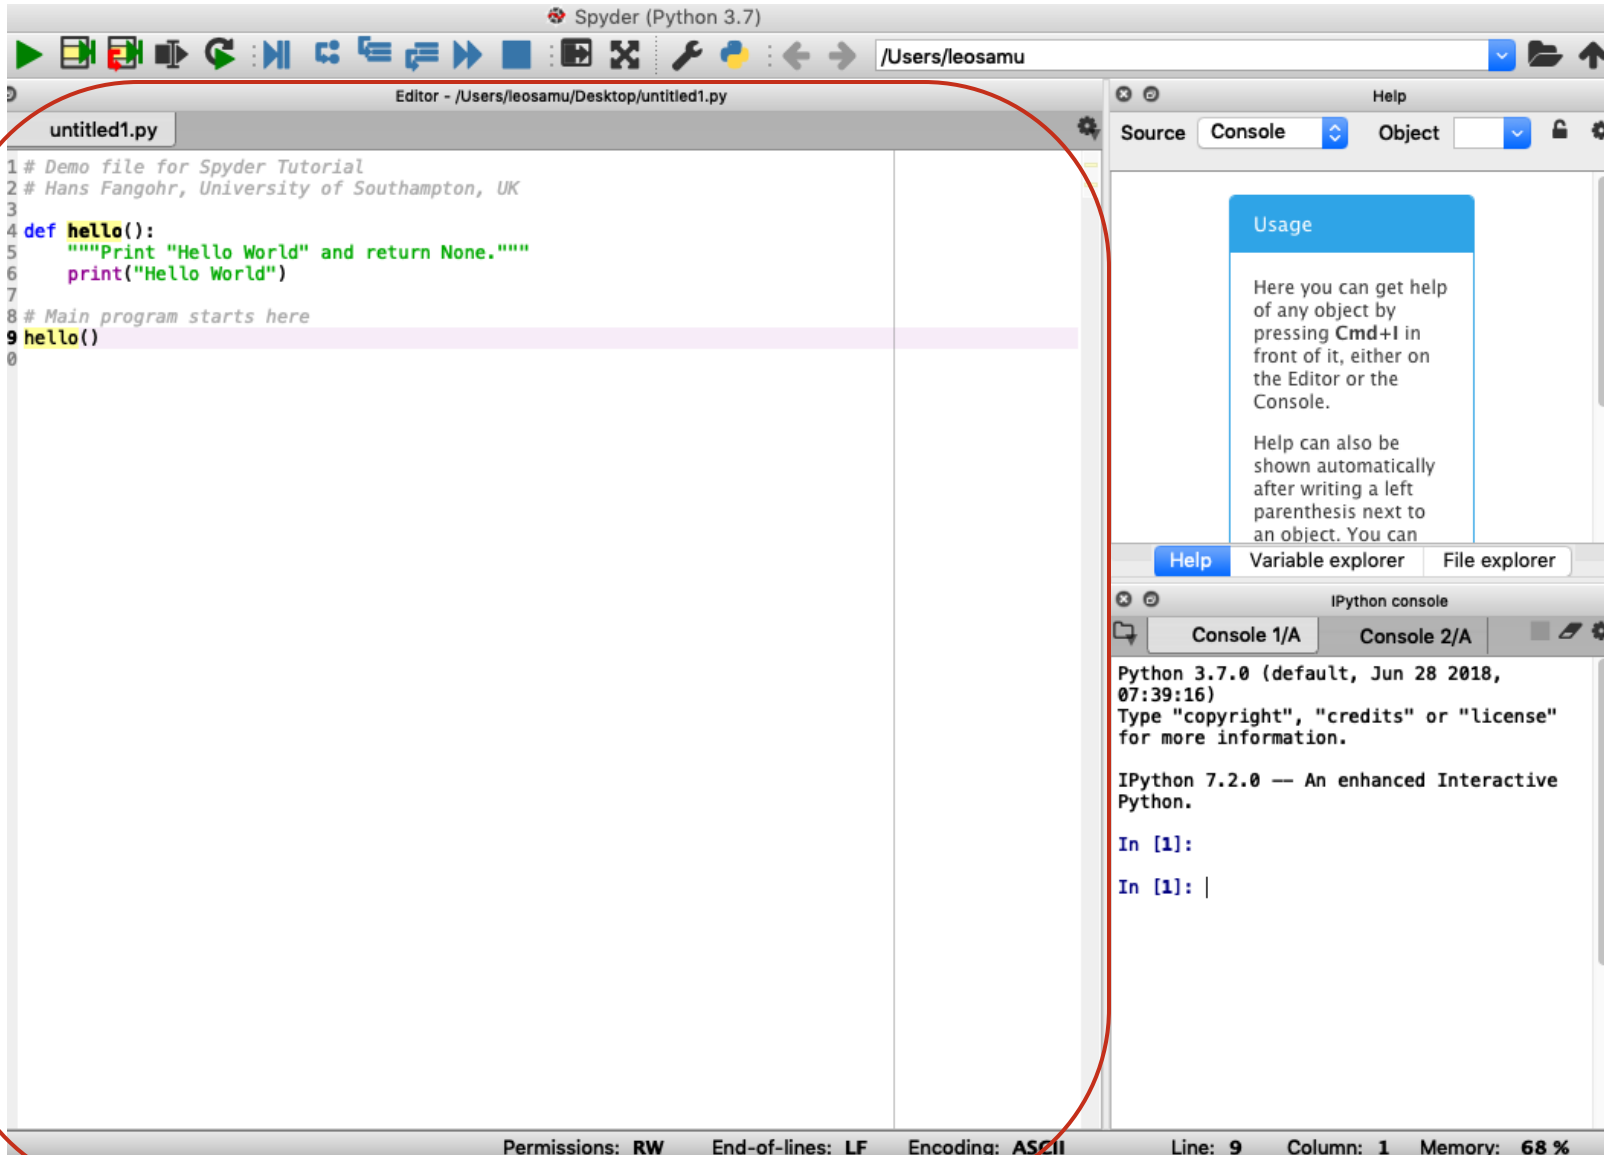 Spyder (Python 3.7)
/Users/leosamu
Editor - /Users/leosamu/Desktop/untitled1.py
untitled1.py
1 # Demo file for Spyder Tutorial
2 # Hans Fangohr, University of Southampton, UK
3
4 def hello():
5     """Print "Hello World" and return None."""
6     print("Hello World")
7
8 # Main program starts here
9 hello()
0
Help
Source Console Object
Usage
Here you can get help
of any object by
pressing Cmd+I in
front of it, either on
the Editor or the
Console.
Help can also be
shown automatically
after writing a left
parenthesis next to
an object. You can
Help Variable explorer File explorer
IPython console
Console 1/A Console 2/A
Python 3.7.0 (default, Jun 28 2018,
07:39:16)
Type "copyright", "credits" or "license"
for more information.
IPython 7.2.0 -- An enhanced Interactive
Python.
In [1]:
In [1]:
Permissions: RW End-of-lines: LF Encoding: ASCII Line: 9 Column: 1 Memory: 68 %